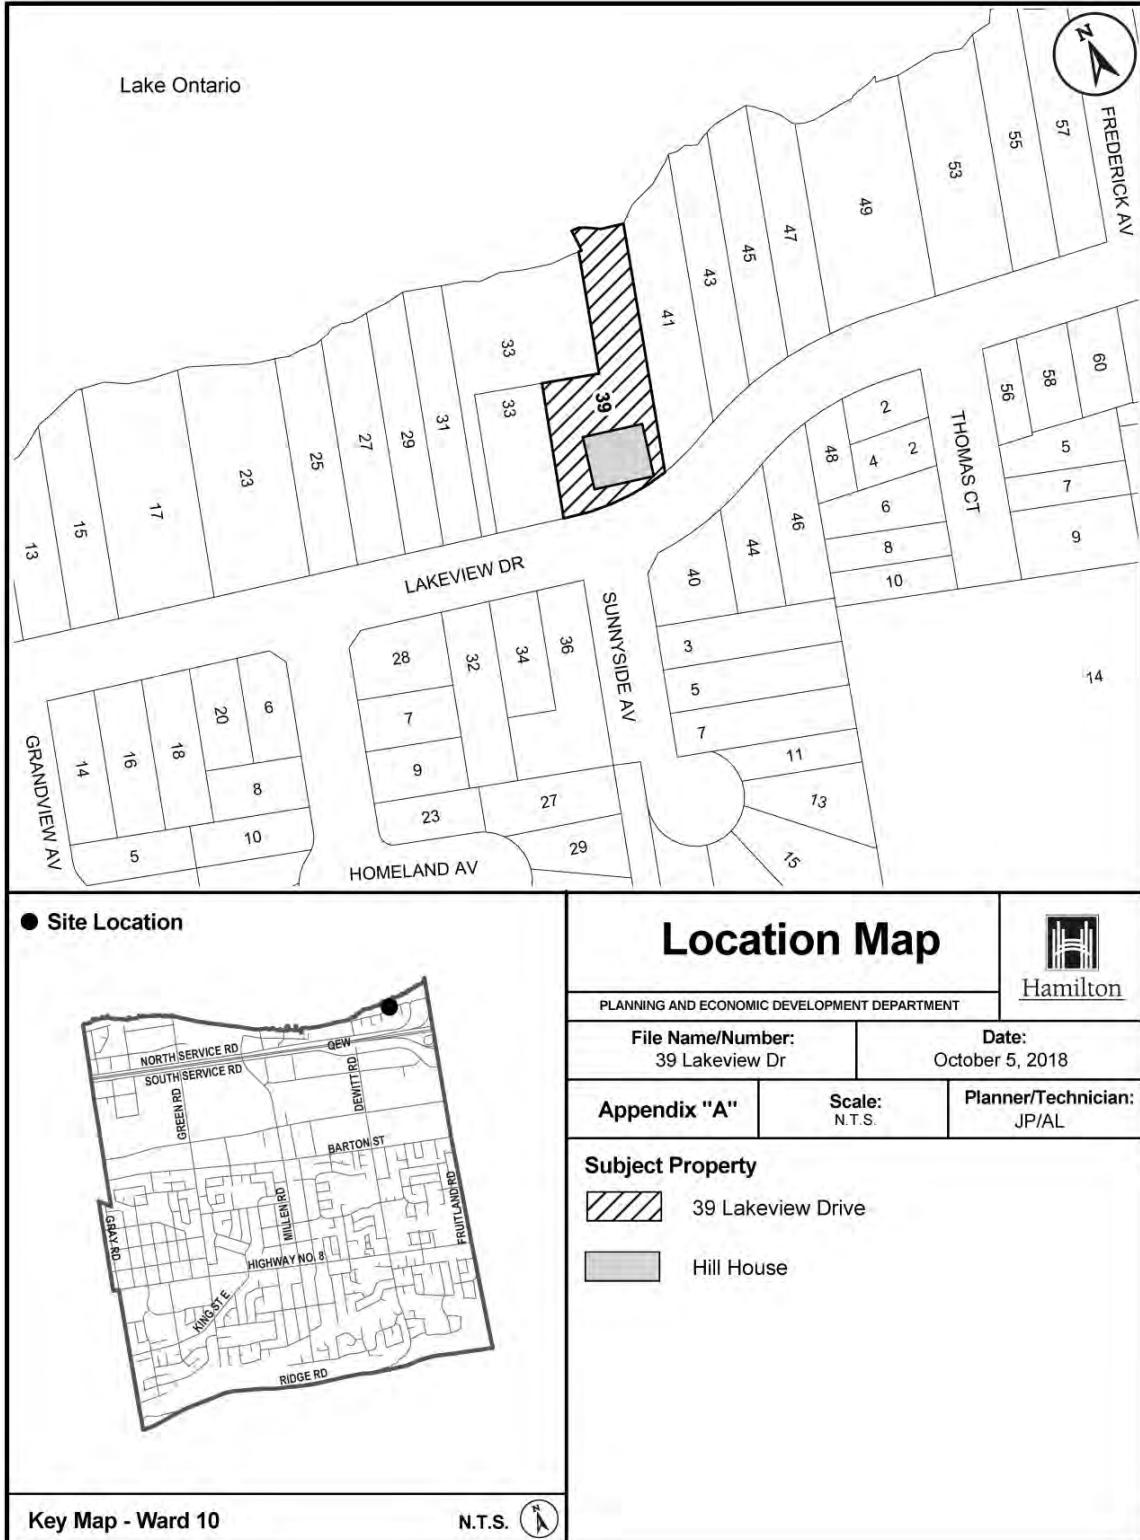 Lake Ontario
N
FREDERICK AV
57
55
53
49
47
45
43
41
33
33
39
31
29
27
25
23
17
15
13
LAKEVIEW DR
SUNNYSIDE AV
THOMAS CT
56
58
60
5
7
9
2
2
4
48
6
8
10
46
44
40
3
5
7
11
13
15
14
28
32
34
36
7
9
23
27
29
HOMELAND AV
GRANDVIEW AV
14
16
18
20
6
8
10
5
Site Location
NORTH SERVICE RD
QEW
SOUTH SERVICE RD
GREEN RD
DEWITT RD
BARTON ST
GRAY RD
MILLEN RD
FRUITLAND RD
HIGHWAY NO. 8
KING ST E
RIDGE RD
Key Map - Ward 10
N.T.S.
N
Location Map
PLANNING AND ECONOMIC DEVELOPMENT DEPARTMENT
Hamilton
File Name/Number:
39 Lakeview Dr
Date:
October 5, 2018
Appendix "A"
Scale:
N.T.S.
Planner/Technician:
JP/AL
Subject Property
39 Lakeview Drive
Hill House